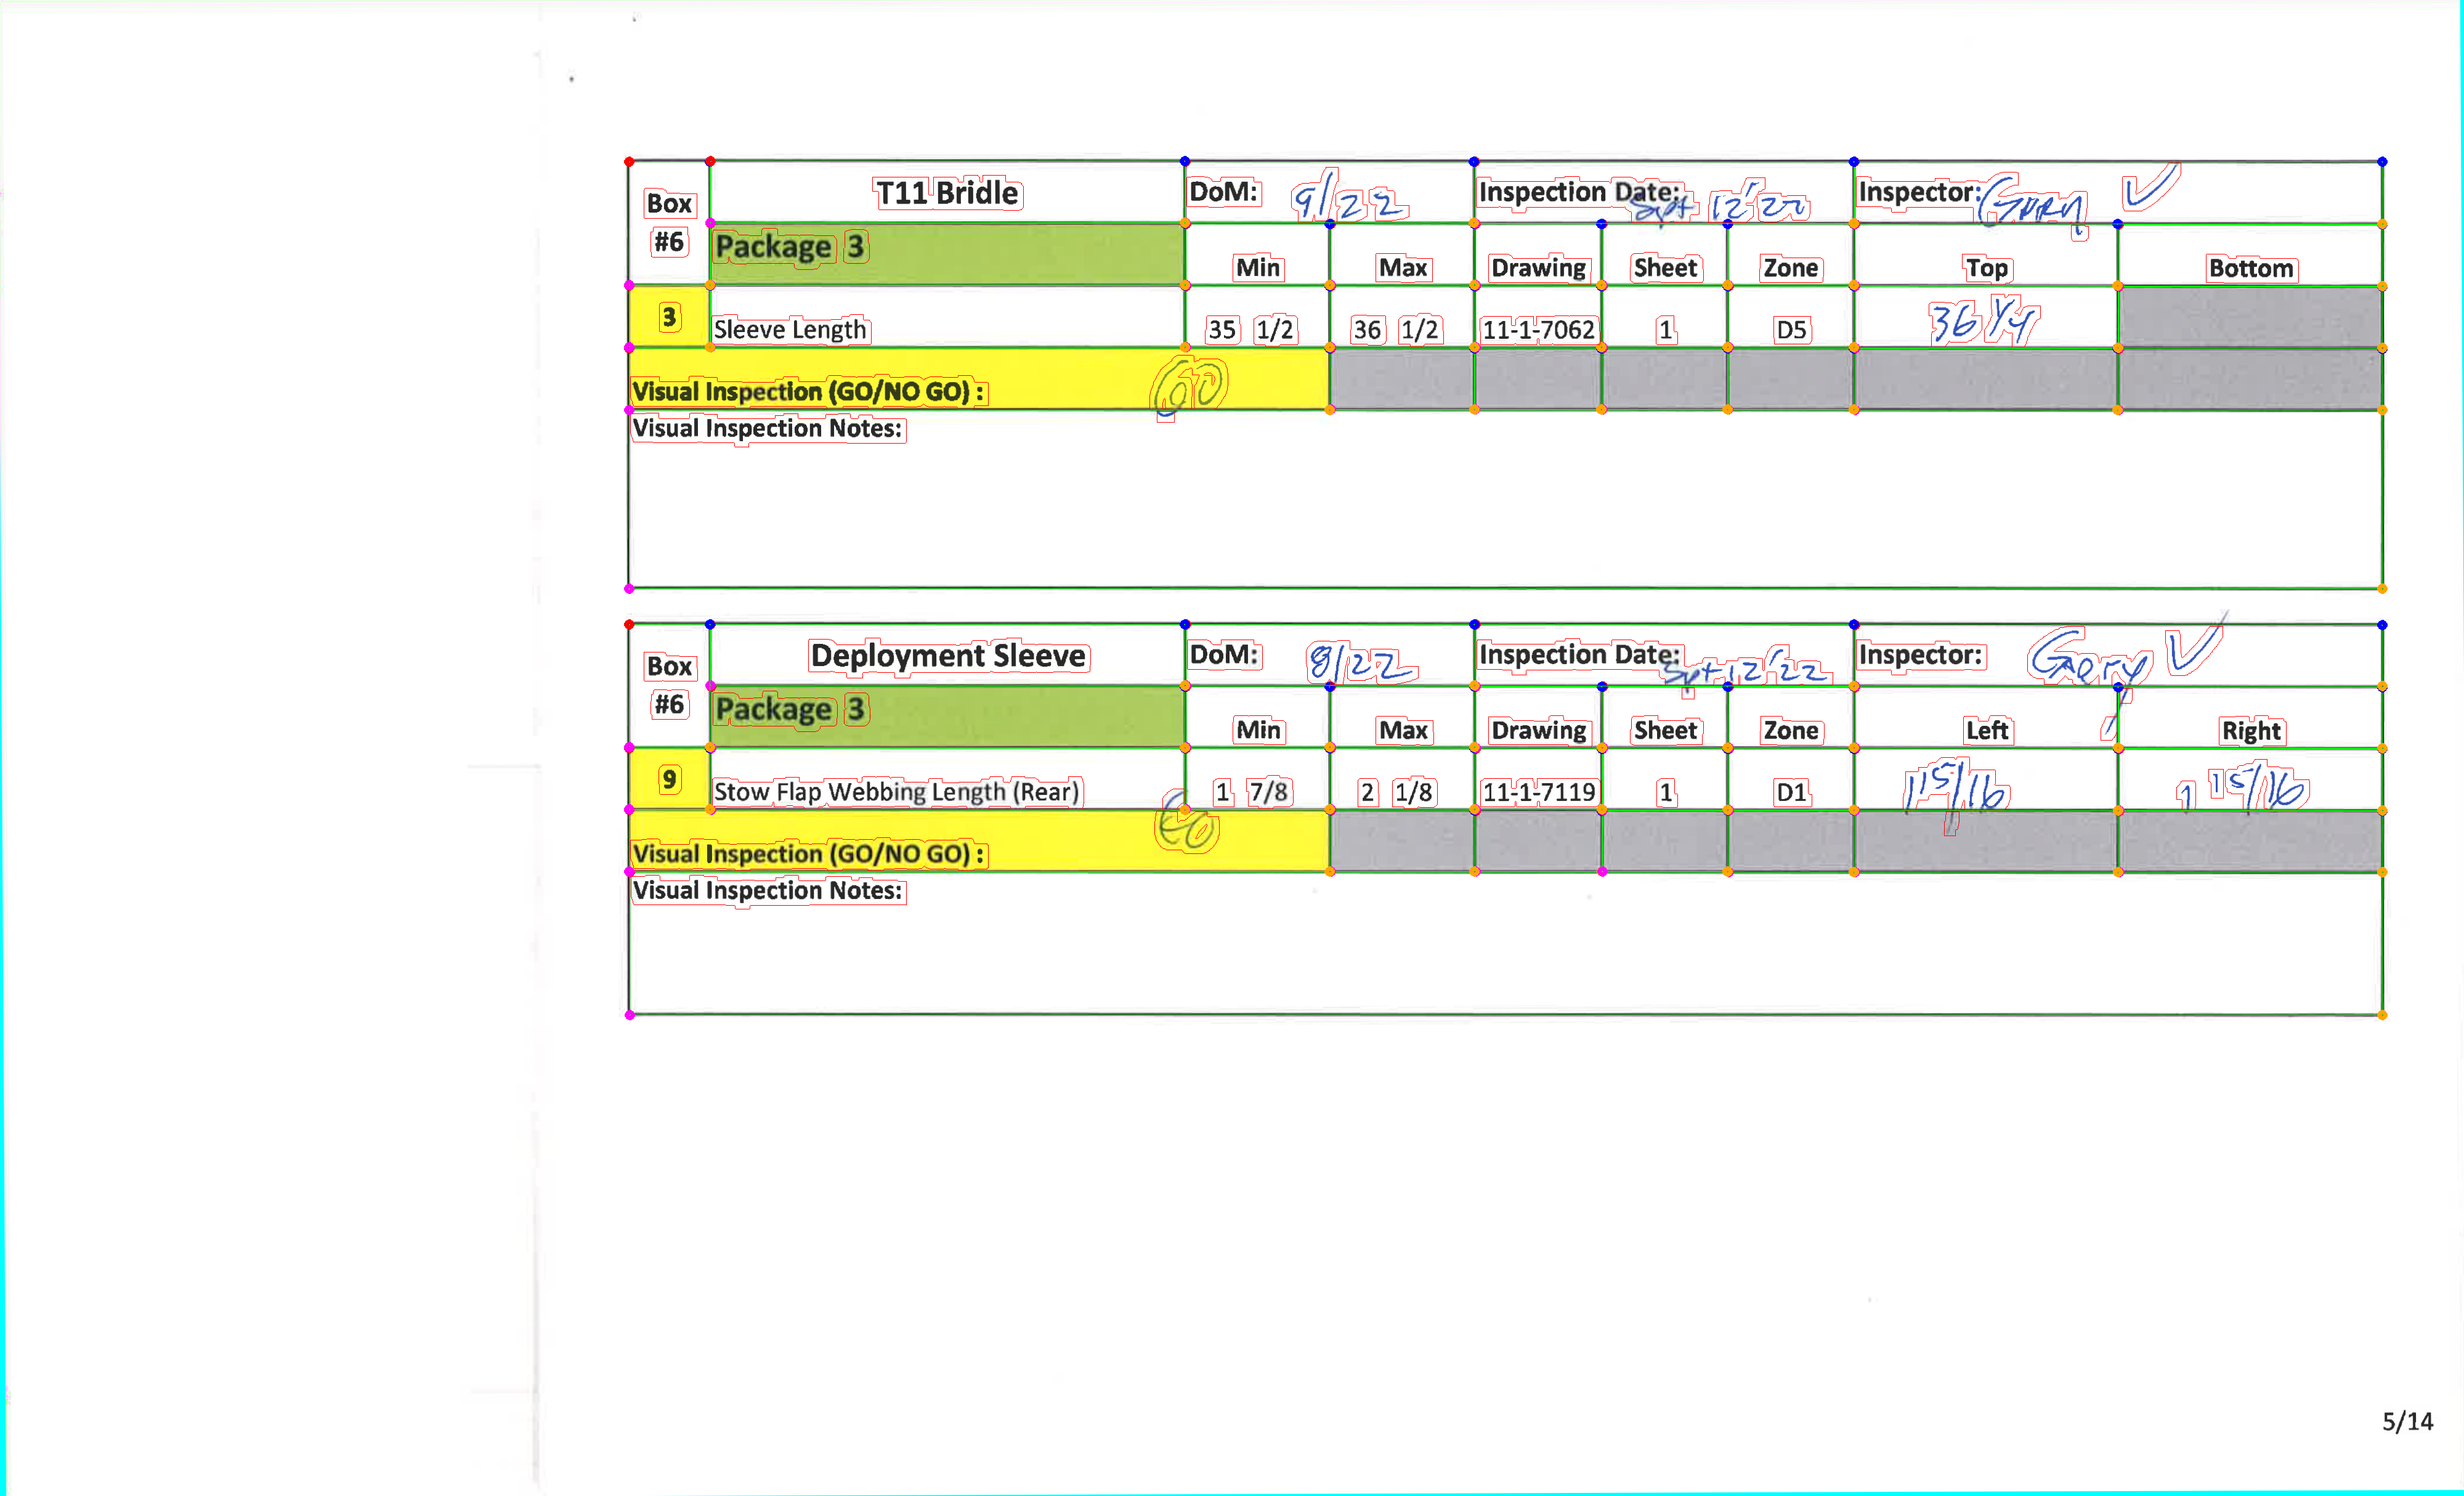 Box #6 T11 Bridle DoM: 9/22 Inspection Date: Sept 12'22 Inspector: Gary ✓
Package 3 Min Max Drawing Sheet Zone Top Bottom
3 Sleeve Length 35 1/2 36 1/2 11-1-7062 1 D5 36 1/4
Visual Inspection (GO/NO GO) : GO
Visual Inspection Notes:
Box #6 Deployment Sleeve DoM: 8/22 Inspection Date: Sept 12'22 Inspector: Gary ✓
Package 3 Min Max Drawing Sheet Zone Left Right
9 Stow Flap Webbing Length (Rear) 1 7/8 2 1/8 11-1-7119 1 D1 1 15/16 1 15/16
Visual Inspection (GO/NO GO) : GO
Visual Inspection Notes:
5/14